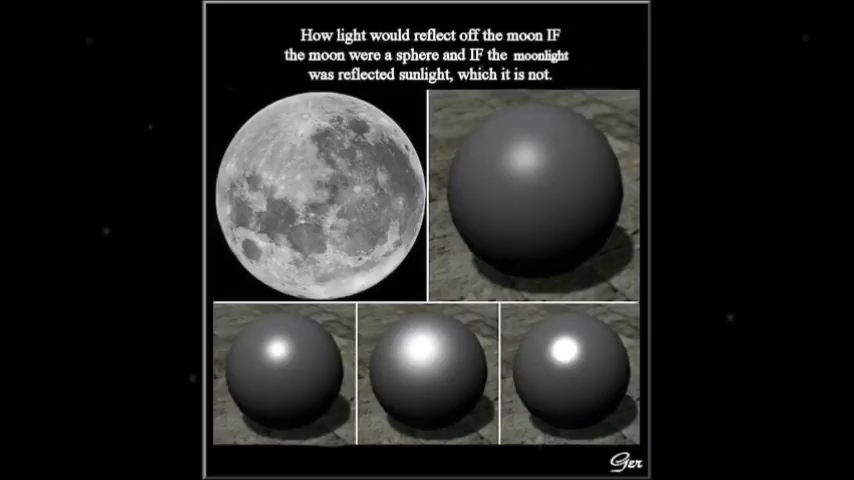 How light would reflect off the moon IF
the moon were a sphere and IF the moonlight
was reflected sunlight, which it is not.
Ger